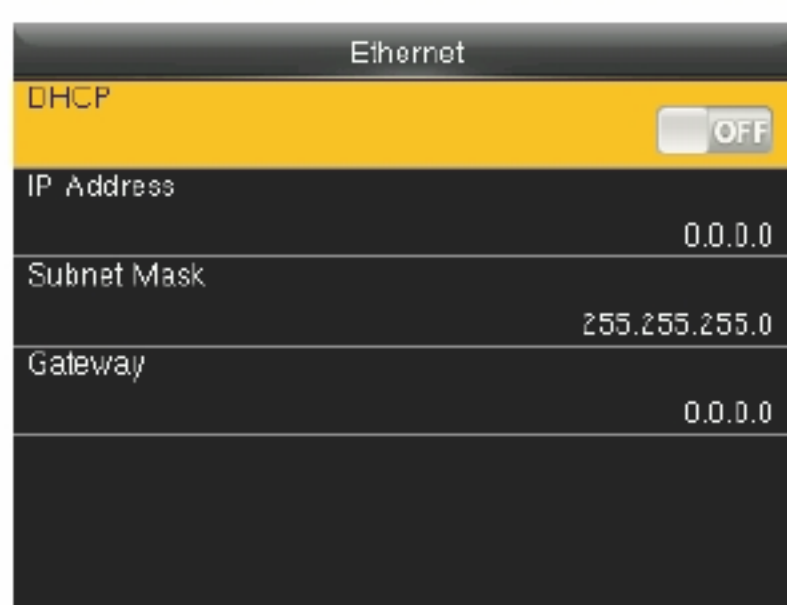 Ethernet
DHCP
OFF
IP Address
0.0.0.0
Subnet Mask
255.255.255.0
Gateway
0.0.0.0